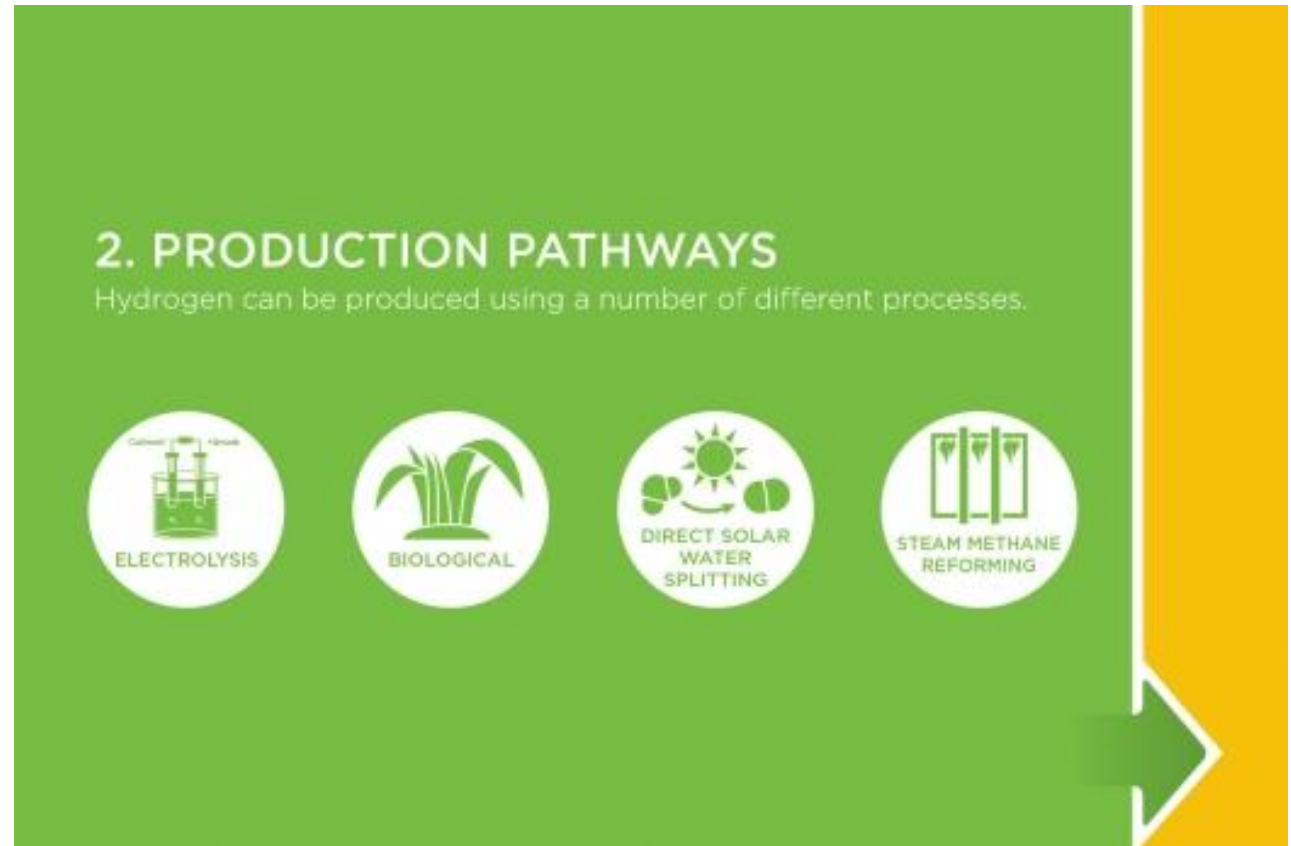 2. PRODUCTION PATHWAYS
Hydrogen can be produced using a number of different processes.
ELECTROLYSIS
BIOLOGICAL
DIRECT SOLAR
WATER
SPLITTING
STEAM METHANE
REFORMING